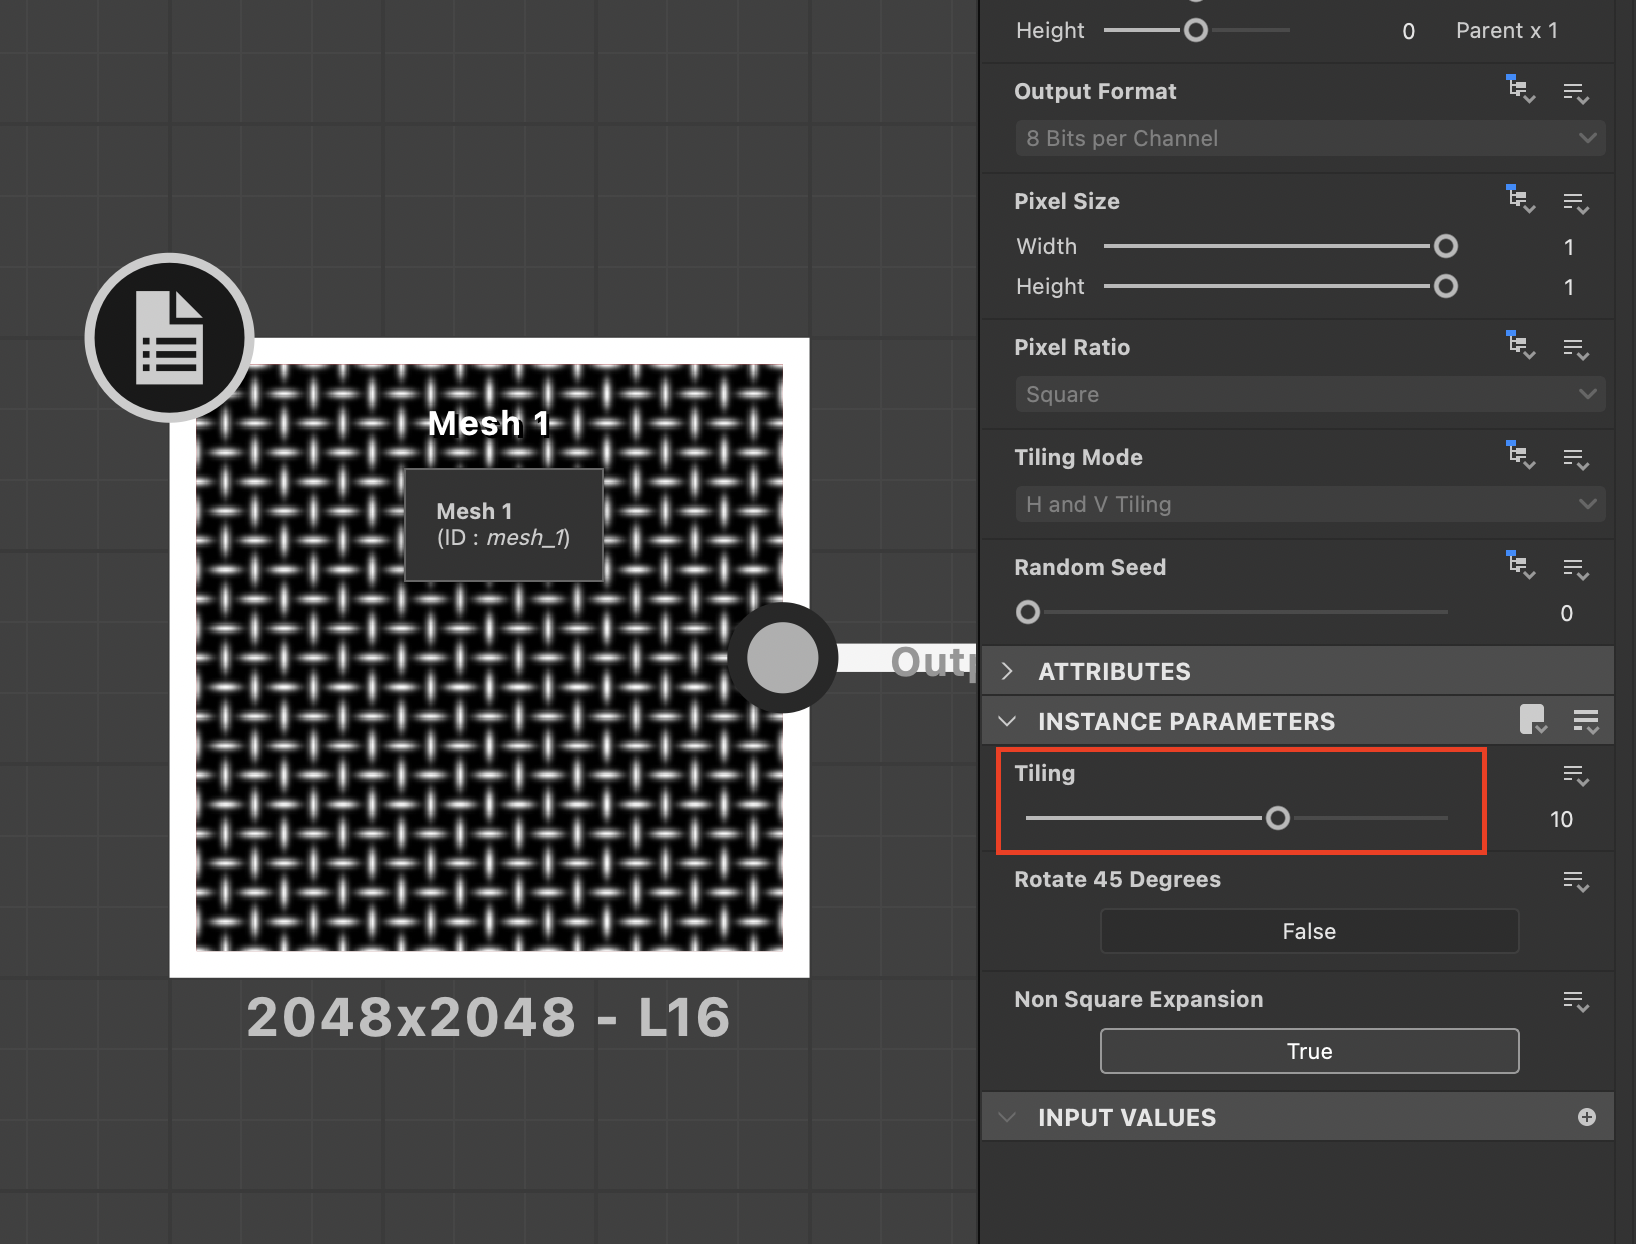 Height 0 Parent x 1
Output Format
8 Bits per Channel
Pixel Size
Width 1
Height 1
Pixel Ratio
Square
Tiling Mode
H and V Tiling
Random Seed
0
ATTRIBUTES
INSTANCE PARAMETERS
Tiling
10
Rotate 45 Degrees
False
Non Square Expansion
True
INPUT VALUES
Mesh 1
Mesh 1
(ID : mesh_1)
2048x2048 - L16